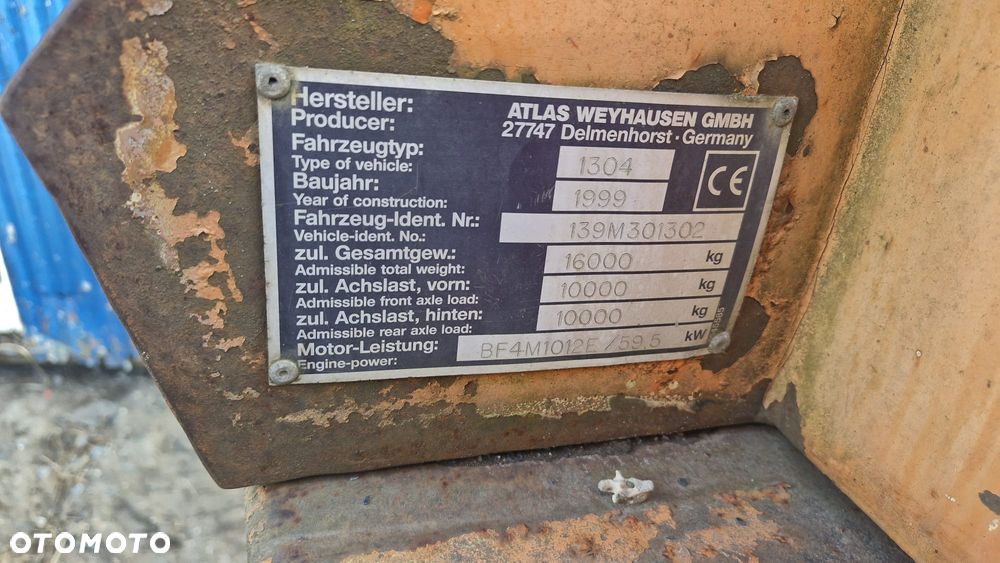 Hersteller: ATLAS WEYHAUSEN GMBH
Producer: 27747 Delmenhorst · Germany
Fahrzeugtyp:
Type of vehicle: 1304
Baujahr:
Year of construction: 1999
CE
Fahrzeug-Ident. Nr.:
Vehicle-ident. No.: 139M301302
zul. Gesamtgew.:
Admissible total weight: 16000 kg
zul. Achslast, vorn:
Admissible front axle load: 10000 kg
zul. Achslast, hinten:
Admissible rear axle load: 10000 kg
Motor-Leistung:
Engine-power: BF4M1012E /59,5 kW
OTOMOTO